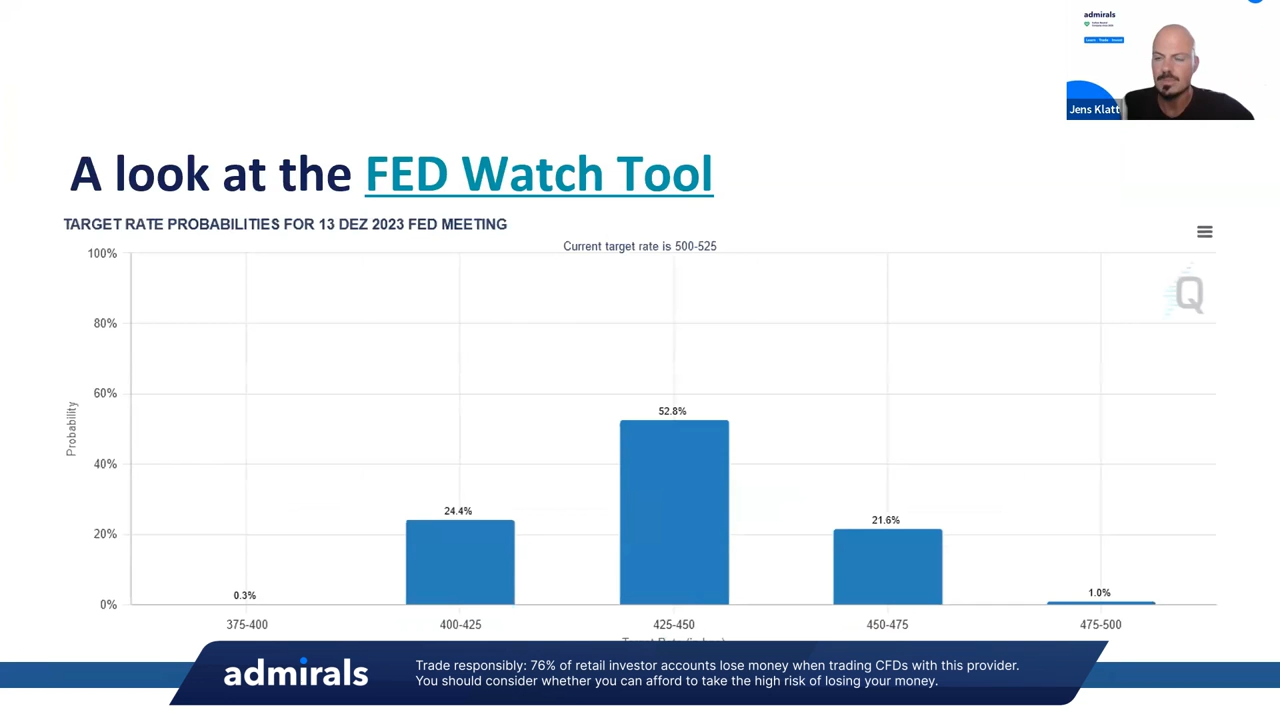 admirals
Jens Klatt
A look at the FED Watch Tool
TARGET RATE PROBABILITIES FOR 13 DEZ 2023 FED MEETING
Current target rate is 500-525
100%
80%
60%
40%
20%
0%
Probability
Q
0.3%
24.4%
52.8%
21.6%
1.0%
375-400
400-425
425-450
450-475
475-500
admirals
Trade responsibly: 76% of retail investor accounts lose money when trading CFDs with this provider.
You should consider whether you can afford to take the high risk of losing your money.